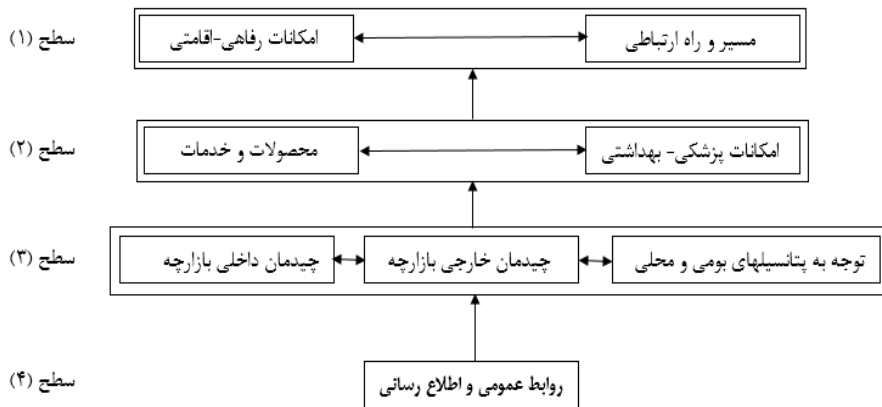 سطح (۱)
مسیر و راه ارتباطی
امکانات رفاهی-اقامتی
سطح (۲)
امکانات پزشکی- بهداشتی
محصولات و خدمات
سطح (۳)
توجه به پتانسیلهای بومی و محلی
چیدمان خارجی بازارچه
چیدمان داخلی بازارچه
سطح (۴)
روابط عمومی و اطلاع رسانی